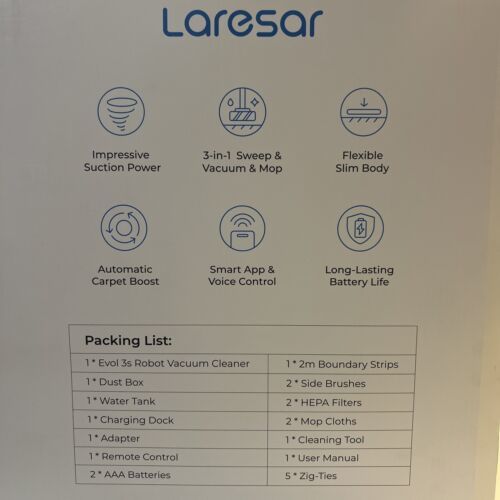 Laresar
Impressive
Suction Power
3-in-1 Sweep &
Vacuum & Mop
Flexible
Slim Body
Automatic
Carpet Boost
Smart App &
Voice Control
Long-Lasting
Battery Life
Packing List:
1 * Evol 3s Robot Vacuum Cleaner
1 * 2m Boundary Strips
1 * Dust Box
2 * Side Brushes
1 * Water Tank
2 * HEPA Filters
1 * Charging Dock
2 * Mop Cloths
1 * Adapter
1 * Cleaning Tool
1 * Remote Control
1 * User Manual
2 * AAA Batteries
5 * Zig-Ties